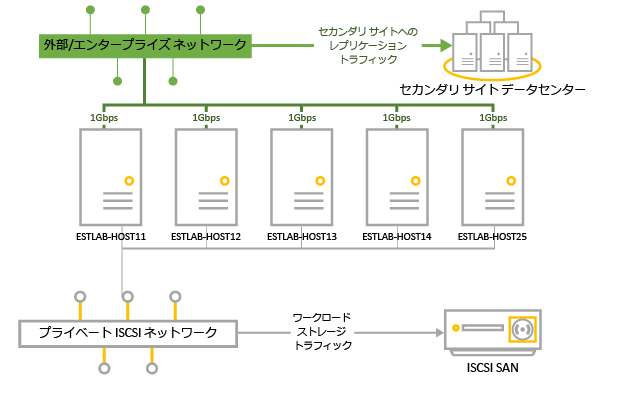 外部/エンタープライズ ネットワーク
セカンダリ サイトへの
レプリケーション
トラフィック
セカンダリ サイト データセンター
1Gbps
1Gbps
1Gbps
1Gbps
1Gbps
ESTLAB-HOST11
ESTLAB-HOST12
ESTLAB-HOST13
ESTLAB-HOST14
ESTLAB-HOST25
プライベート ISCSI ネットワーク
ワークロード
ストレージ
トラフィック
ISCSI SAN